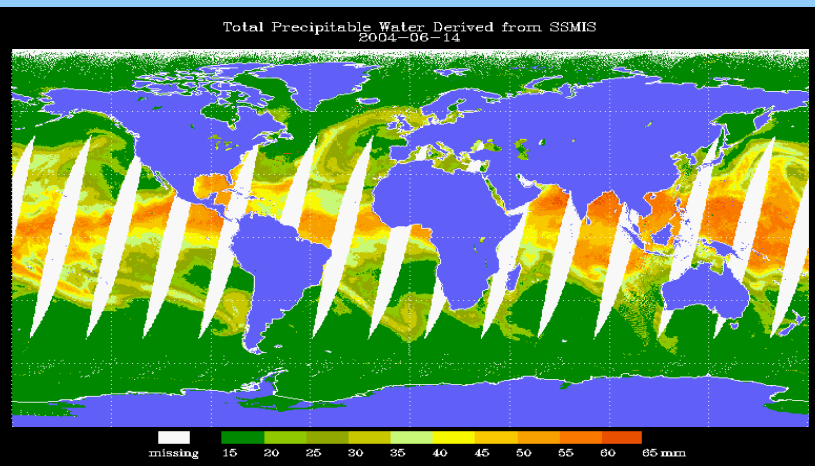 Total Precipitable Water Derived from SSMIS
2004-06-14
missing 15 20 25 30 35 40 45 50 55 60 65 mm